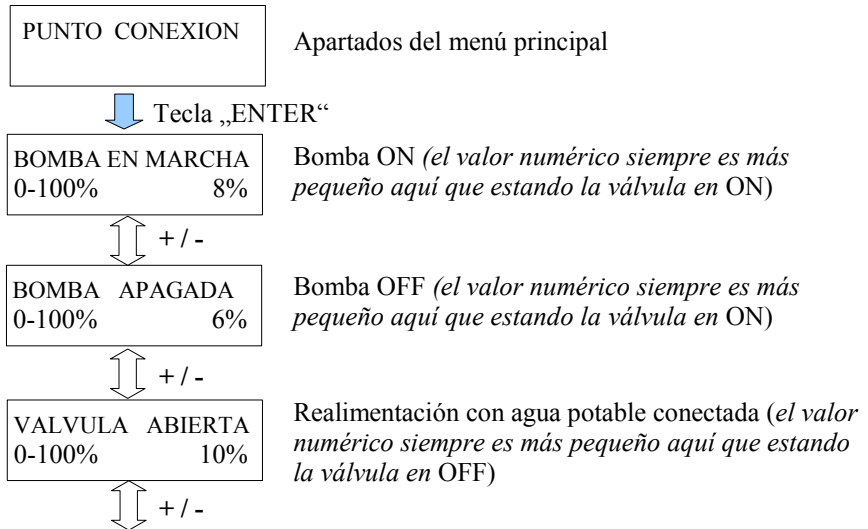 PUNTO CONEXION
Apartados del menú principal
Tecla „ENTER“
BOMBA EN MARCHA
0-100% 8%
Bomba ON (el valor numérico siempre es más
pequeño aquí que estando la válvula en ON)
+ / -
BOMBA APAGADA
0-100% 6%
Bomba OFF (el valor numérico siempre es más
pequeño aquí que estando la válvula en ON)
+ / -
VALVULA ABIERTA
0-100% 10%
Realimentación con agua potable conectada (el valor
numérico siempre es más pequeño aquí que estando
la válvula en OFF)
+ / -